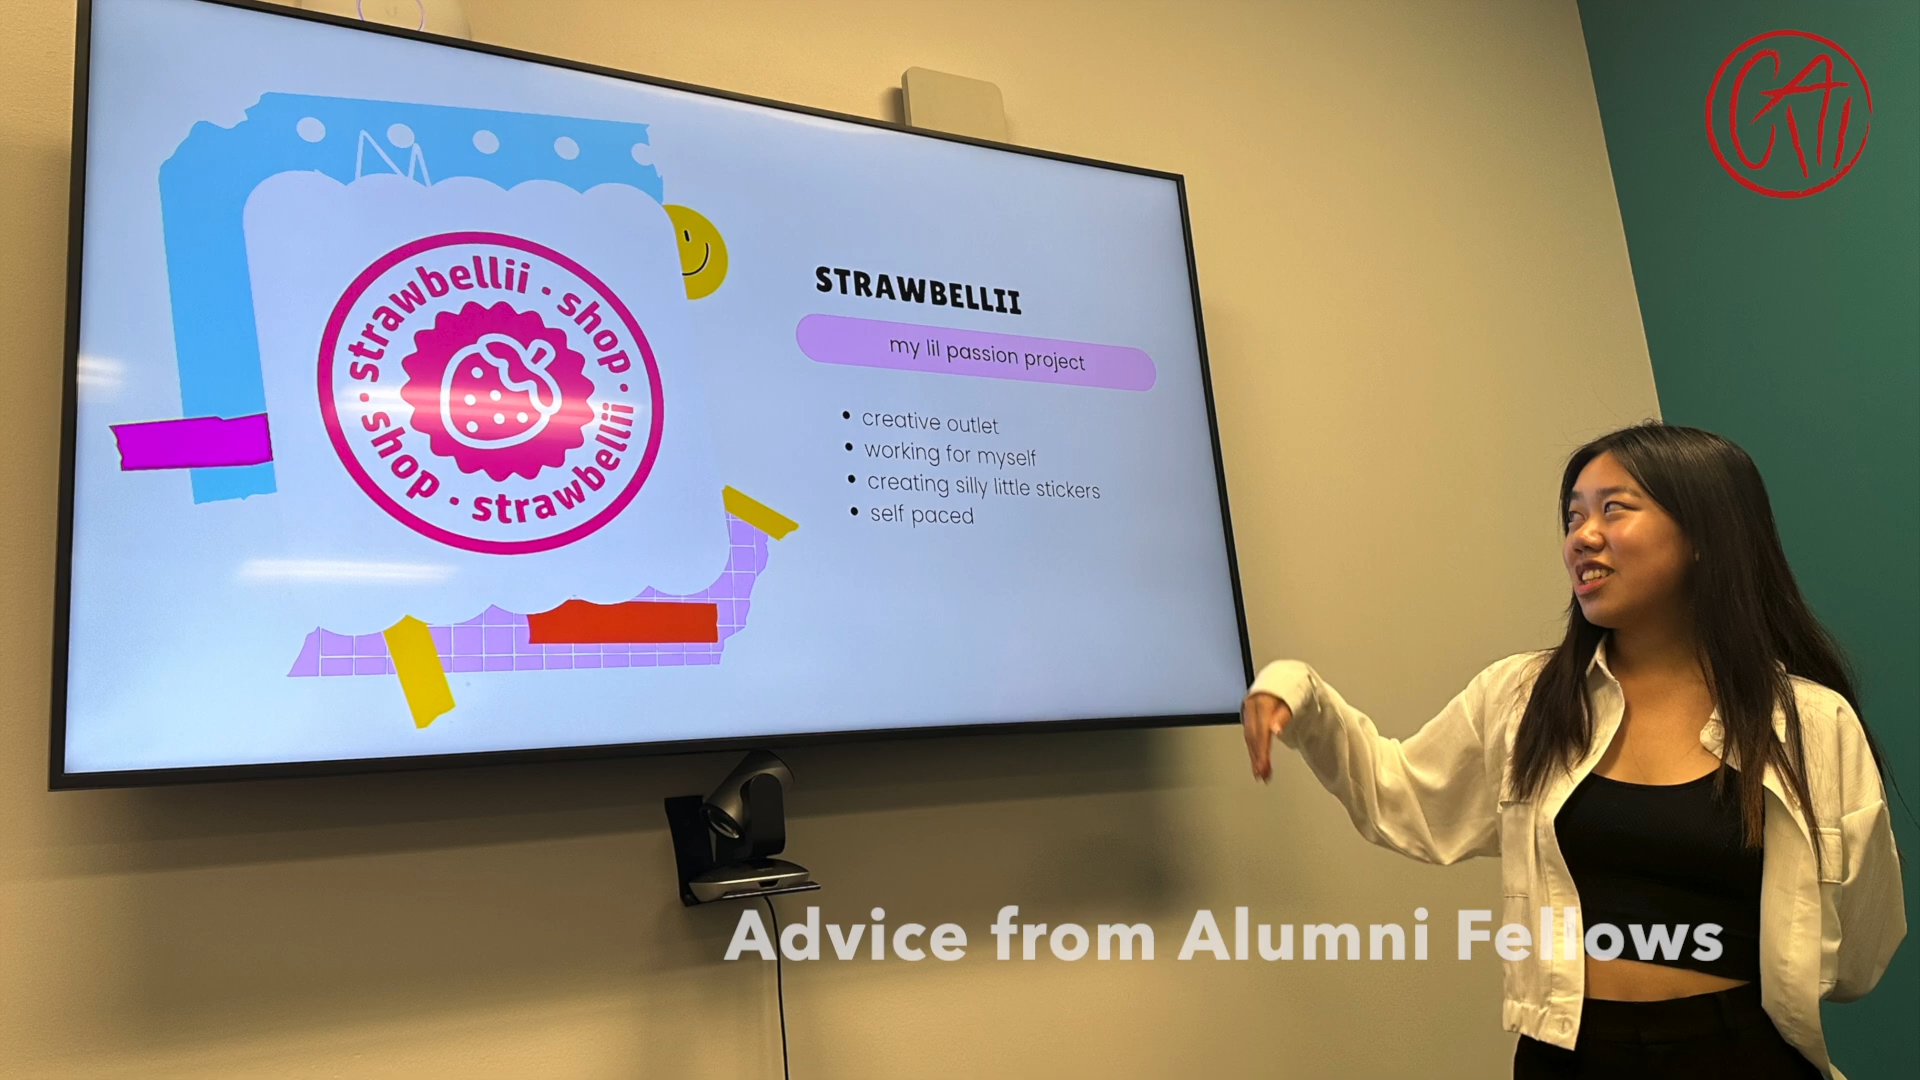 strawbellii · shop · strawbellii · shop ·
STRAWBELLII
my lil passion project
• creative outlet
• working for myself
• creating silly little stickers
• self paced
Advice from Alumni Fellows